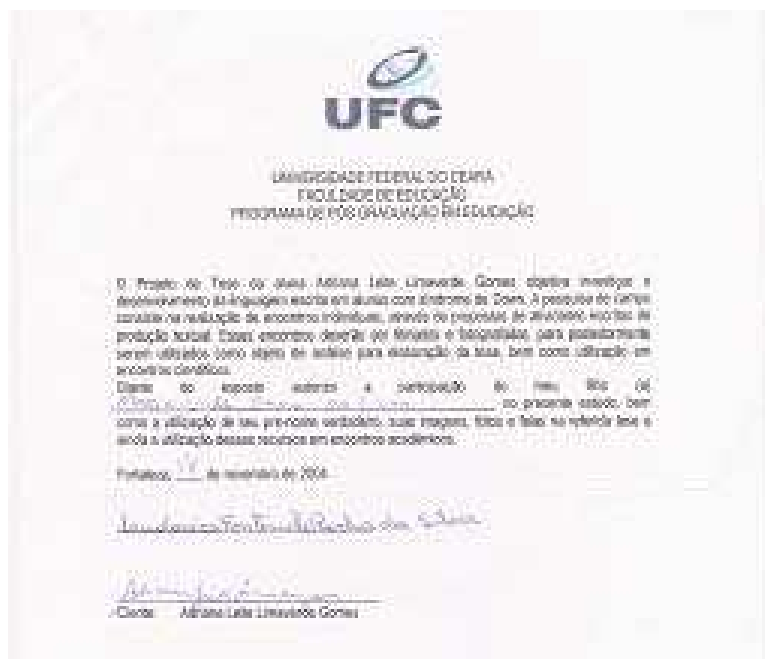 UFC
UNIVERSIDADE FEDERAL DO CEARÁ
FACULDADE DE EDUCAÇÃO
PROGRAMA DE PÓS GRADUAÇÃO EM EDUCAÇÃO
O Projeto de Tese da aluna Adriana Leite Limaverde Gomes objetiva investigar o
desenvolvimento da linguagem escrita em alunos com síndrome de Down. A pesquisa de campo
consiste na realização de encontros individuais, através de propostas de atividades escritas de
produção textual. Esses encontros deverão ser filmados e fotografados, para posteriormente
serem utilizados como objeto de análise para elaboração da tese, bem como utilização em
encontros científicos.
Diante do exposto autorizo a participação do meu filho (a)
no presente estudo, bem
como a utilização de seu pre-nome verdadeiro, suas imagens, fotos e falas na referida tese e
ainda a utilização desses recursos em encontros acadêmicos.
Fortaleza, de novembro de 2004
da Silva
Ciente: Adriana Leite Limaverde Gomes